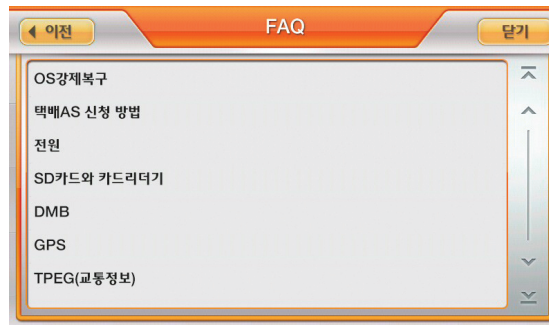 이전
FAQ
닫기
OS강제복구
택배AS 신청 방법
전원
SD카드와 카드리더기
DMB
GPS
TPEG(교통정보)